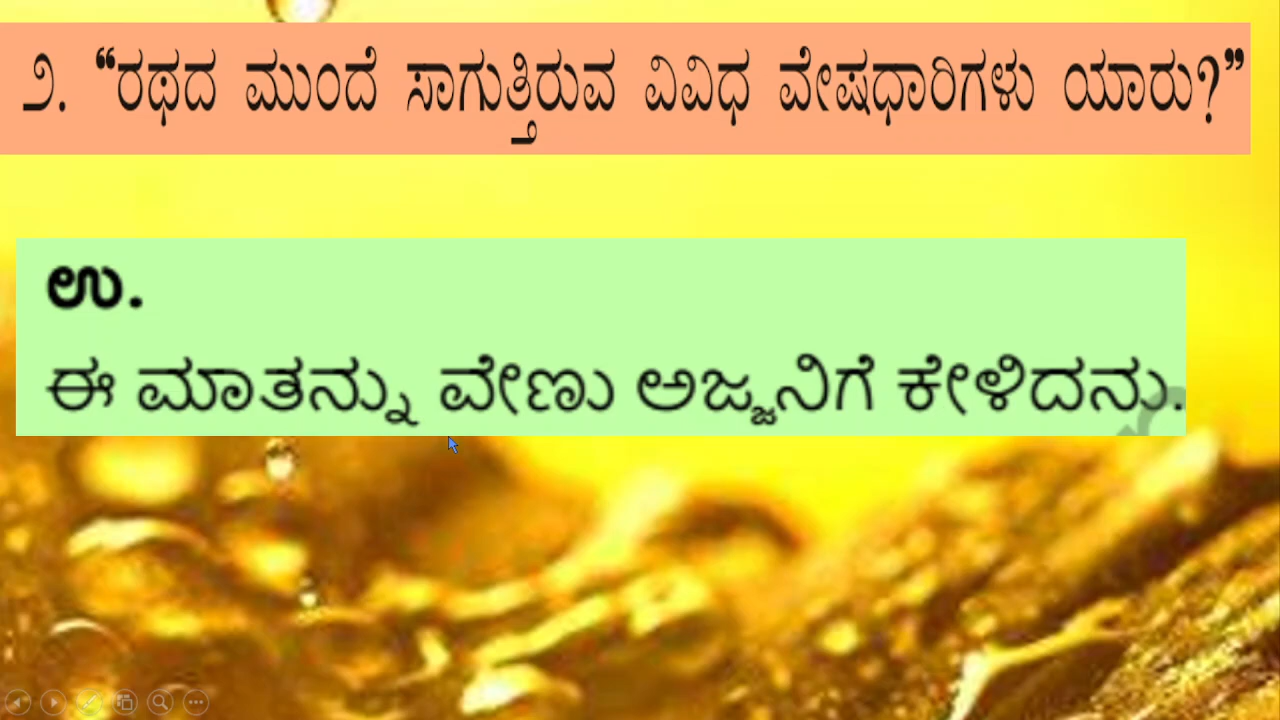 ೨. “ರಥದ ಮುಂದೆ ಸಾಗುತ್ತಿರುವ ವಿವಿಧ ವೇಷಧಾರಿಗಳು ಯಾರು?”
ಉ.
ಈ ಮಾತನ್ನು ವೇಣು ಅಜ್ಜನಿಗೆ ಕೇಳಿದನು.